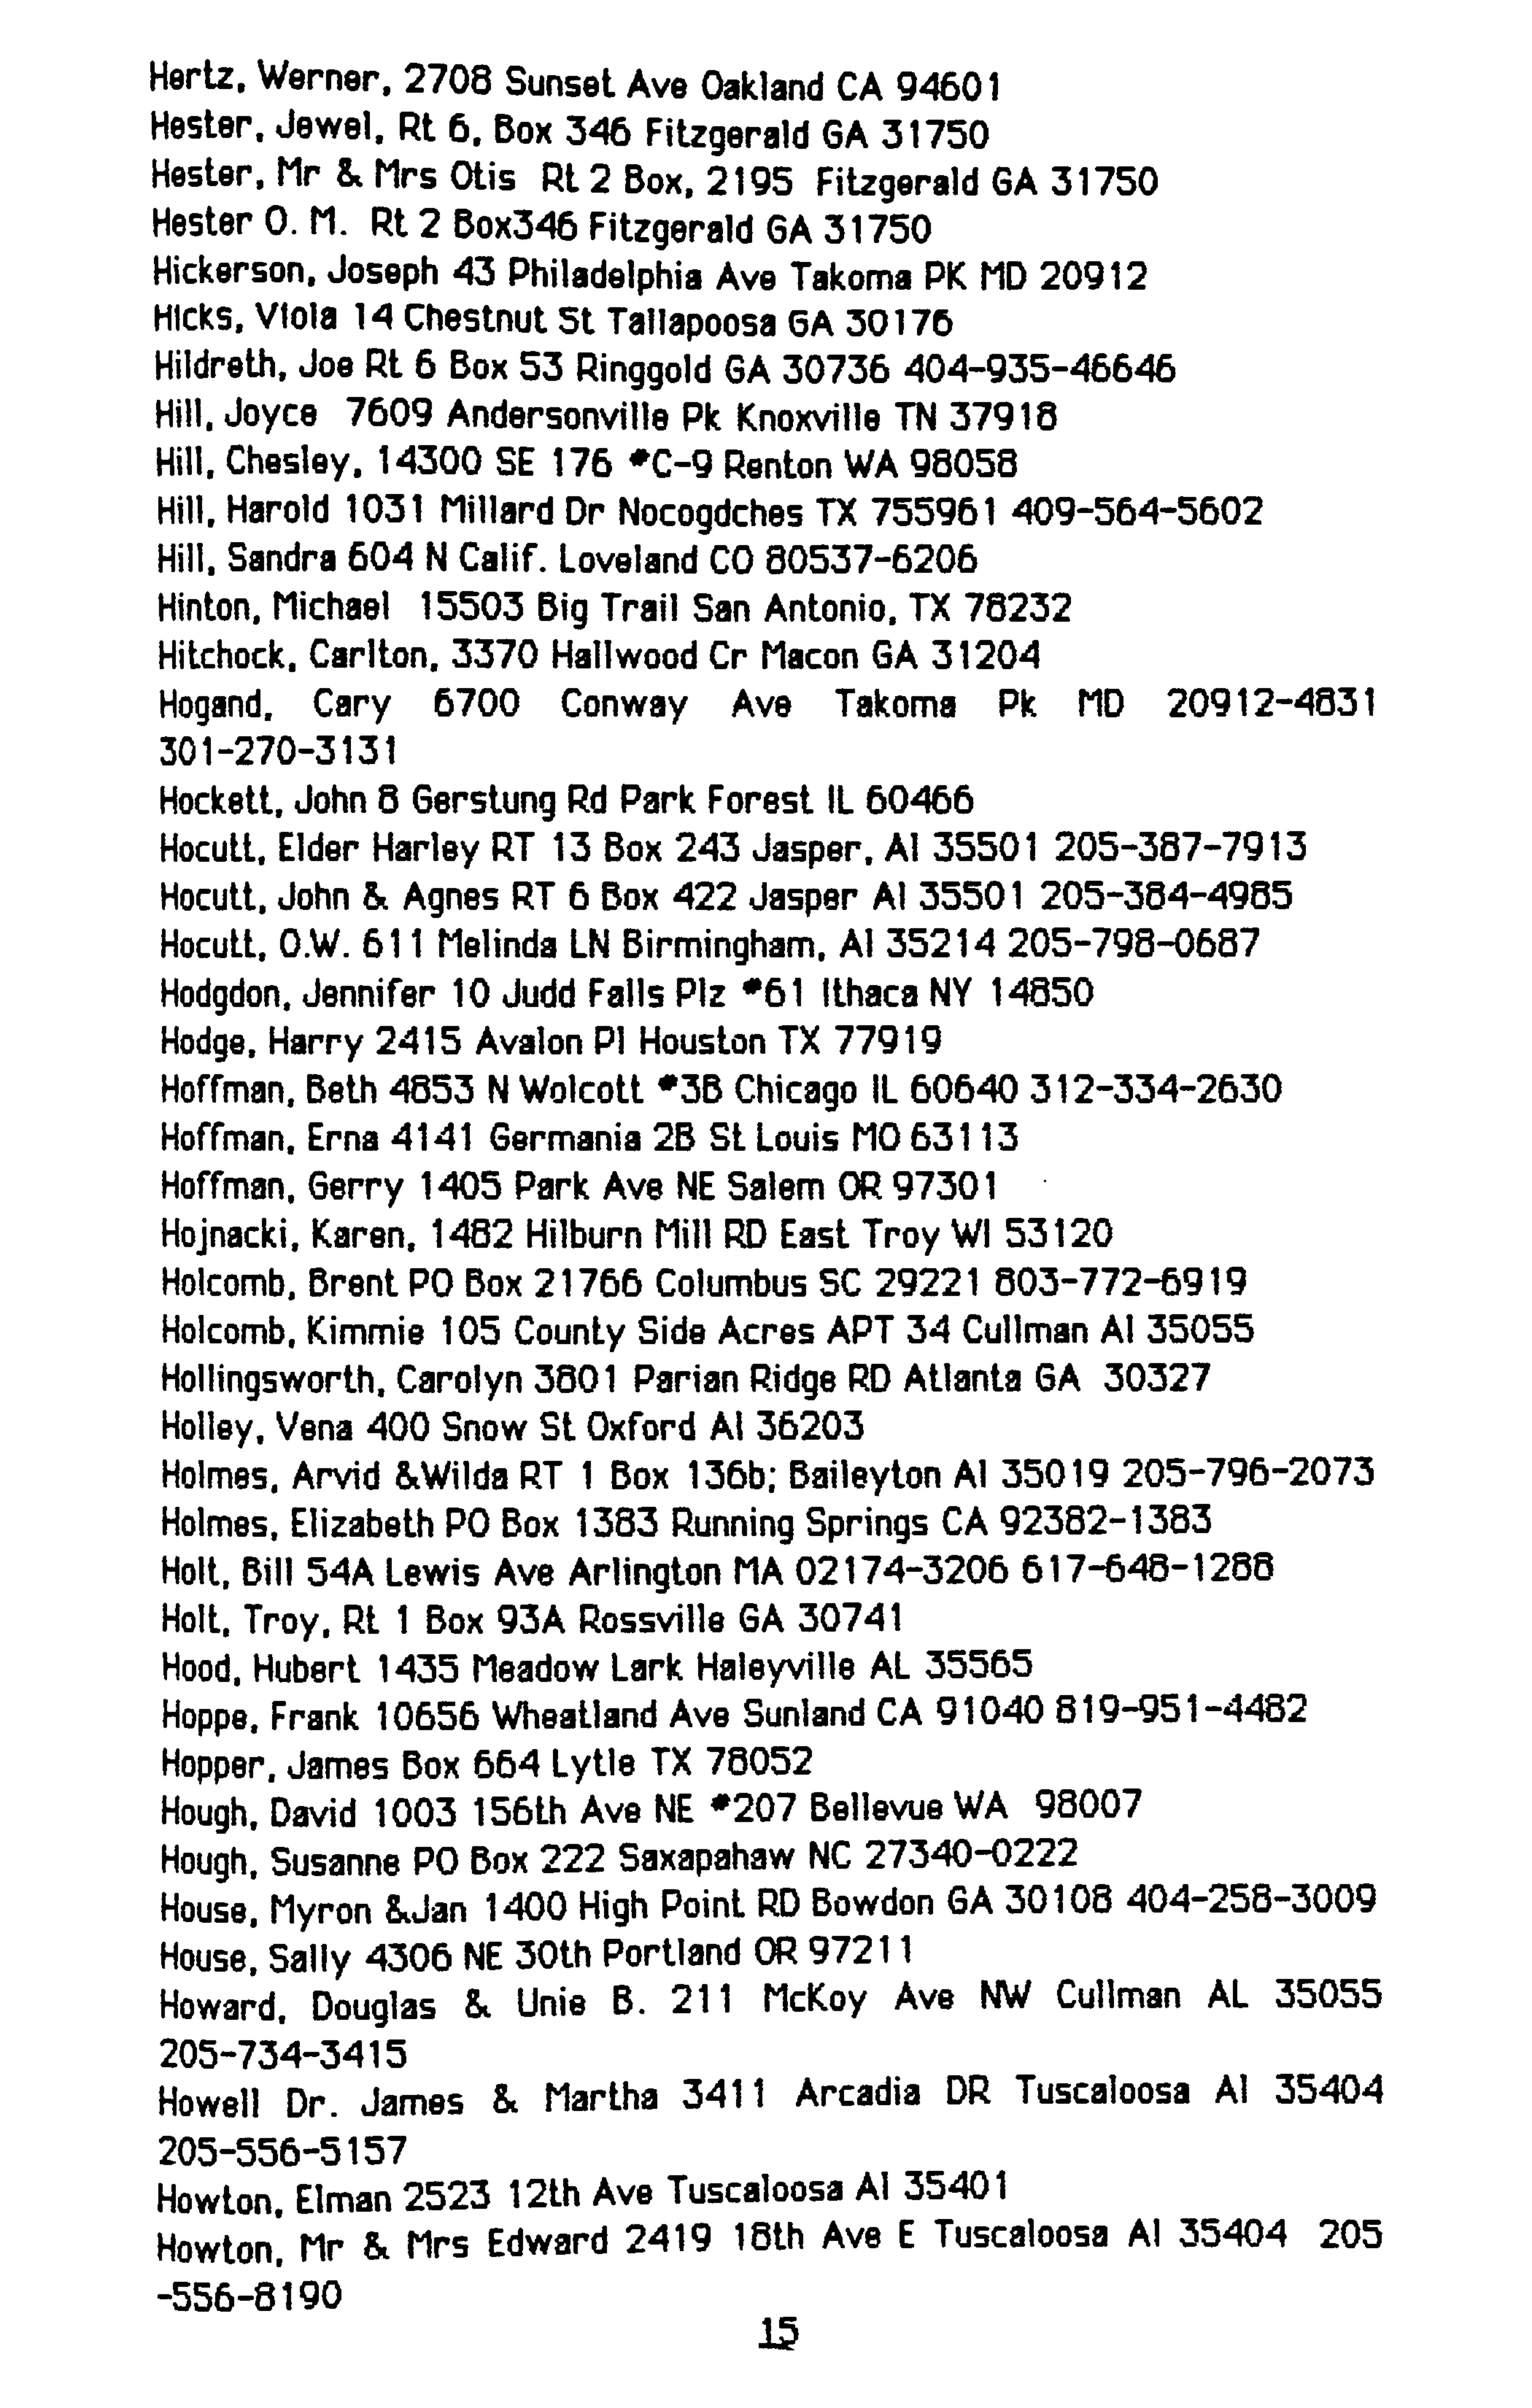 Hertz, Werner, 2708 Sunset Ave Oakland CA 94601
Hester, Jewel, Rt 6, Box 346 Fitzgerald GA 31750
Hester, Mr & Mrs Otis Rt 2 Box, 2195 Fitzgerald GA 31750
Hester O. M. Rt 2 Box346 Fitzgerald GA 31750
Hickerson, Joseph 43 Philadelphia Ave Takoma PK MD 20912
Hicks, Viola 14 Chestnut St Tallapoosa GA 30176
Hildreth, Joe Rt 6 Box 53 Ringgold GA 30736 404-935-46646
Hill, Joyce 7609 Andersonville Pk Knoxville TN 37918
Hill, Chesley, 14300 SE 176 #C-9 Renton WA 98058
Hill, Harold 1031 Millard Dr Nocogdches TX 755961 409-564-5602
Hill, Sandra 604 N Calif. Loveland CO 80537-6206
Hinton, Michael 15503 Big Trail San Antonio, TX 78232
Hitchock, Carlton, 3370 Hallwood Cr Macon GA 31204
Hogand, Cary 6700 Conway Ave Takoma Pk MD 20912-4831
301-270-3131
Hockett, John 8 Gerstung Rd Park Forest IL 60466
Hocutt, Elder Harley RT 13 Box 243 Jasper, Al 35501 205-387-7913
Hocutt, John & Agnes RT 6 Box 422 Jasper Al 35501 205-384-4985
Hocutt, O.W. 611 Melinda LN Birmingham, Al 35214 205-798-0687
Hodgdon, Jennifer 10 Judd Falls Plz #61 Ithaca NY 14850
Hodge, Harry 2415 Avalon Pl Houston TX 77919
Hoffman, Beth 4853 N Wolcott #3B Chicago IL 60640 312-334-2630
Hoffman, Erna 4141 Germania 2B St Louis MO 63113
Hoffman, Gerry 1405 Park Ave NE Salem OR 97301
Hojnacki, Karen, 1482 Hilburn Mill RD East Troy WI 53120
Holcomb, Brent PO Box 21766 Columbus SC 29221 803-772-6919
Holcomb, Kimmie 105 County Side Acres APT 34 Cullman Al 35055
Hollingsworth, Carolyn 3801 Parian Ridge RD Atlanta GA 30327
Holley, Vena 400 Snow St Oxford Al 36203
Holmes, Arvid &Wilda RT 1 Box 136b; Baileyton Al 35019 205-796-2073
Holmes, Elizabeth PO Box 1383 Running Springs CA 92382-1383
Holt, Bill 54A Lewis Ave Arlington MA 02174-3206 617-648-1288
Holt, Troy, Rt 1 Box 93A Rossville GA 30741
Hood, Hubert 1435 Meadow Lark Haleyville AL 35565
Hoppe, Frank 10656 Wheatland Ave Sunland CA 91040 819-951-4482
Hopper, James Box 664 Lytle TX 78052
Hough, David 1003 156th Ave NE #207 Bellevue WA 98007
Hough, Susanne PO Box 222 Saxapahaw NC 27340-0222
House, Myron &Jan 1400 High Point RD Bowdon GA 30108 404-258-3009
House, Sally 4306 NE 30th Portland OR 97211
Howard, Douglas & Unie B. 211 McKoy Ave NW Cullman AL 35055
205-734-3415
Howell Dr. James & Martha 3411 Arcadia DR Tuscaloosa Al 35404
205-556-5157
Howton, Elman 2523 12th Ave Tuscaloosa Al 35401
Howton, Mr & Mrs Edward 2419 18th Ave E Tuscaloosa Al 35404 205
-556-8190
15